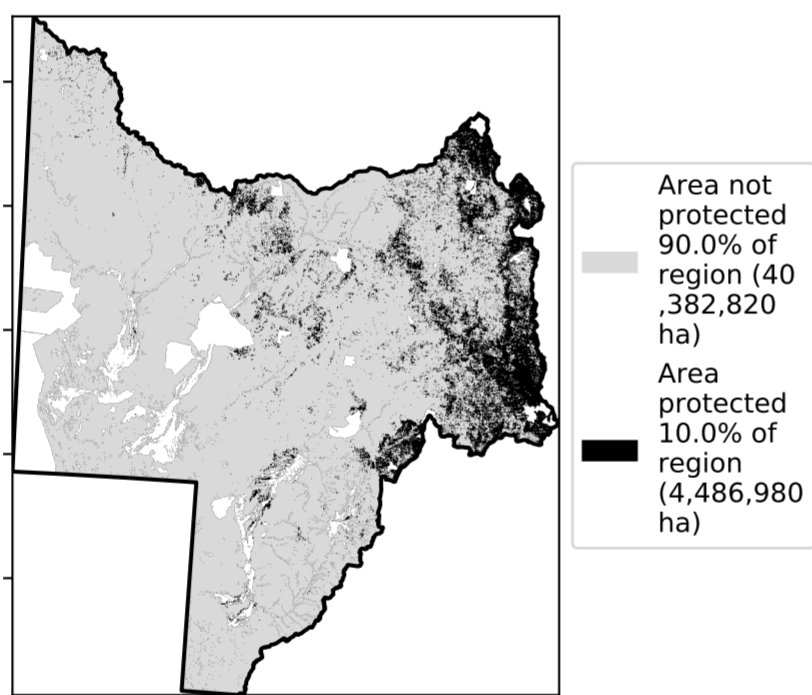 Area not
protected
90.0% of
region (40
,382,820
ha)
Area
protected
10.0% of
region
(4,486,980
ha)